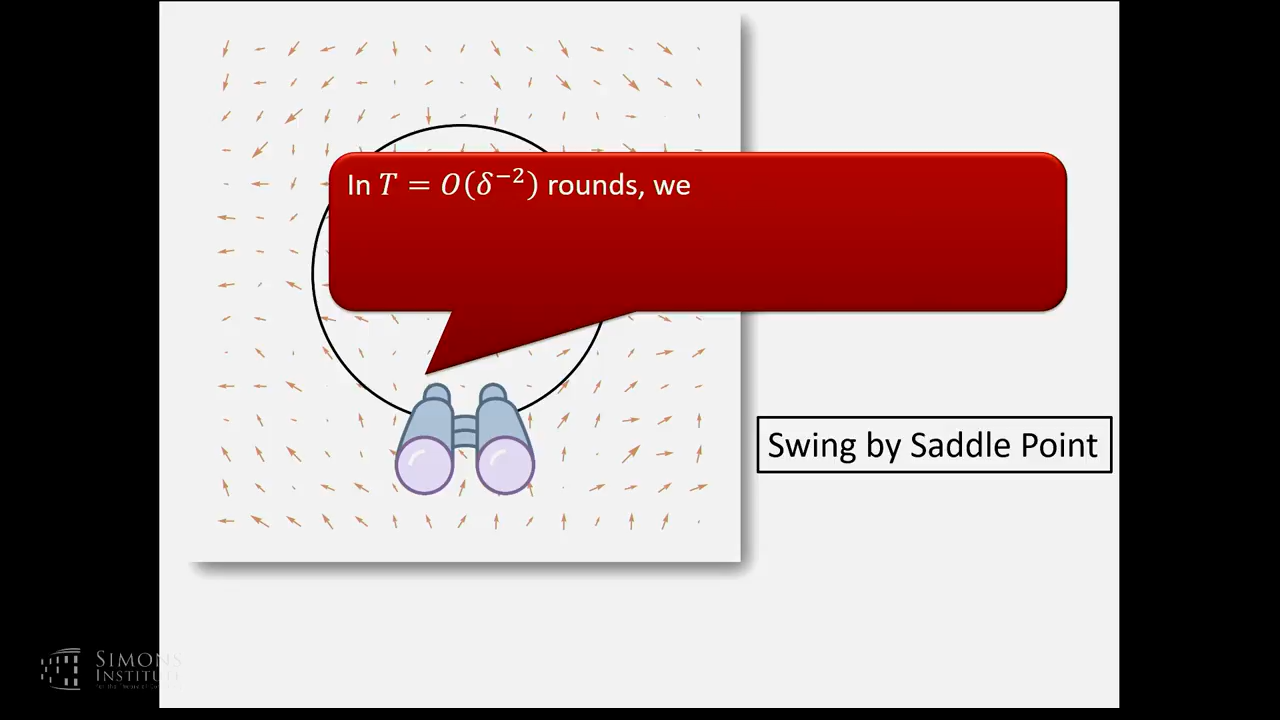 In T = O(δ⁻²) rounds, we
Swing by Saddle Point
SIMONS
INSTITUTE